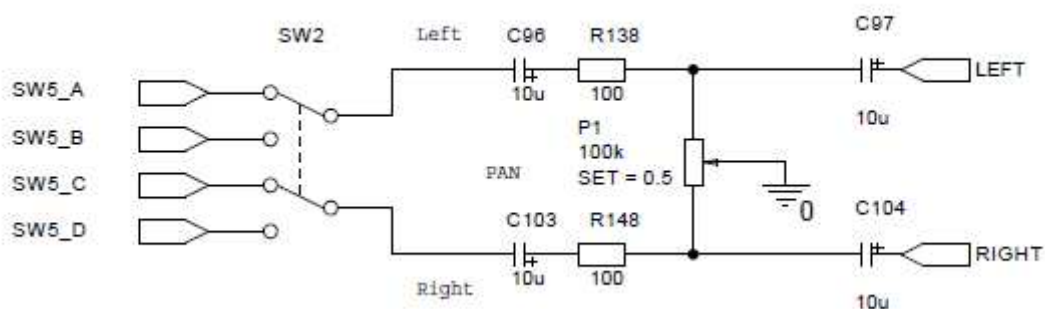 SW2
Left
C96
R138
C97
SW5_A
LEFT
10u
100
10u
SW5_B
P1
100k
SET = 0.5
PAN
SW5_C
0
SW5_D
C103
R148
C104
RIGHT
10u
100
10u
Right